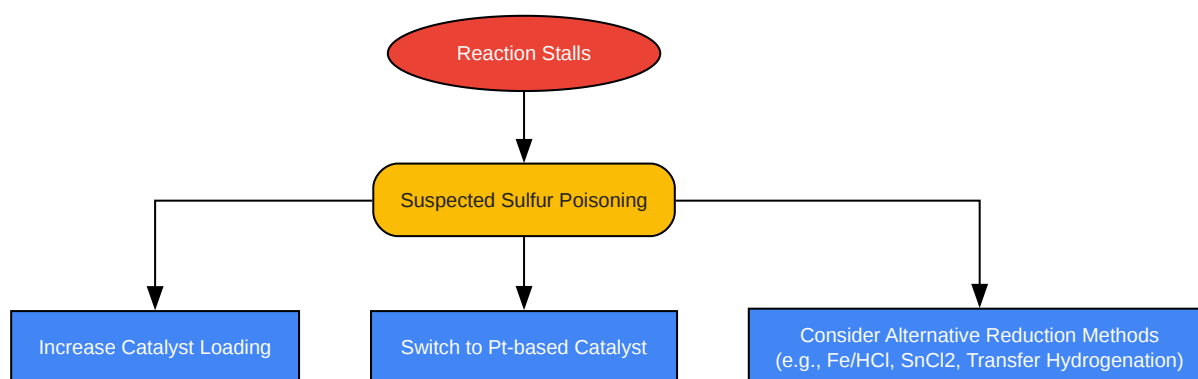 Reaction Stalls
Suspected Sulfur Poisoning
Increase Catalyst Loading
Switch to Pt-based Catalyst
Consider Alternative Reduction Methods
(e.g., Fe/HCl, SnCl2, Transfer Hydrogenation)